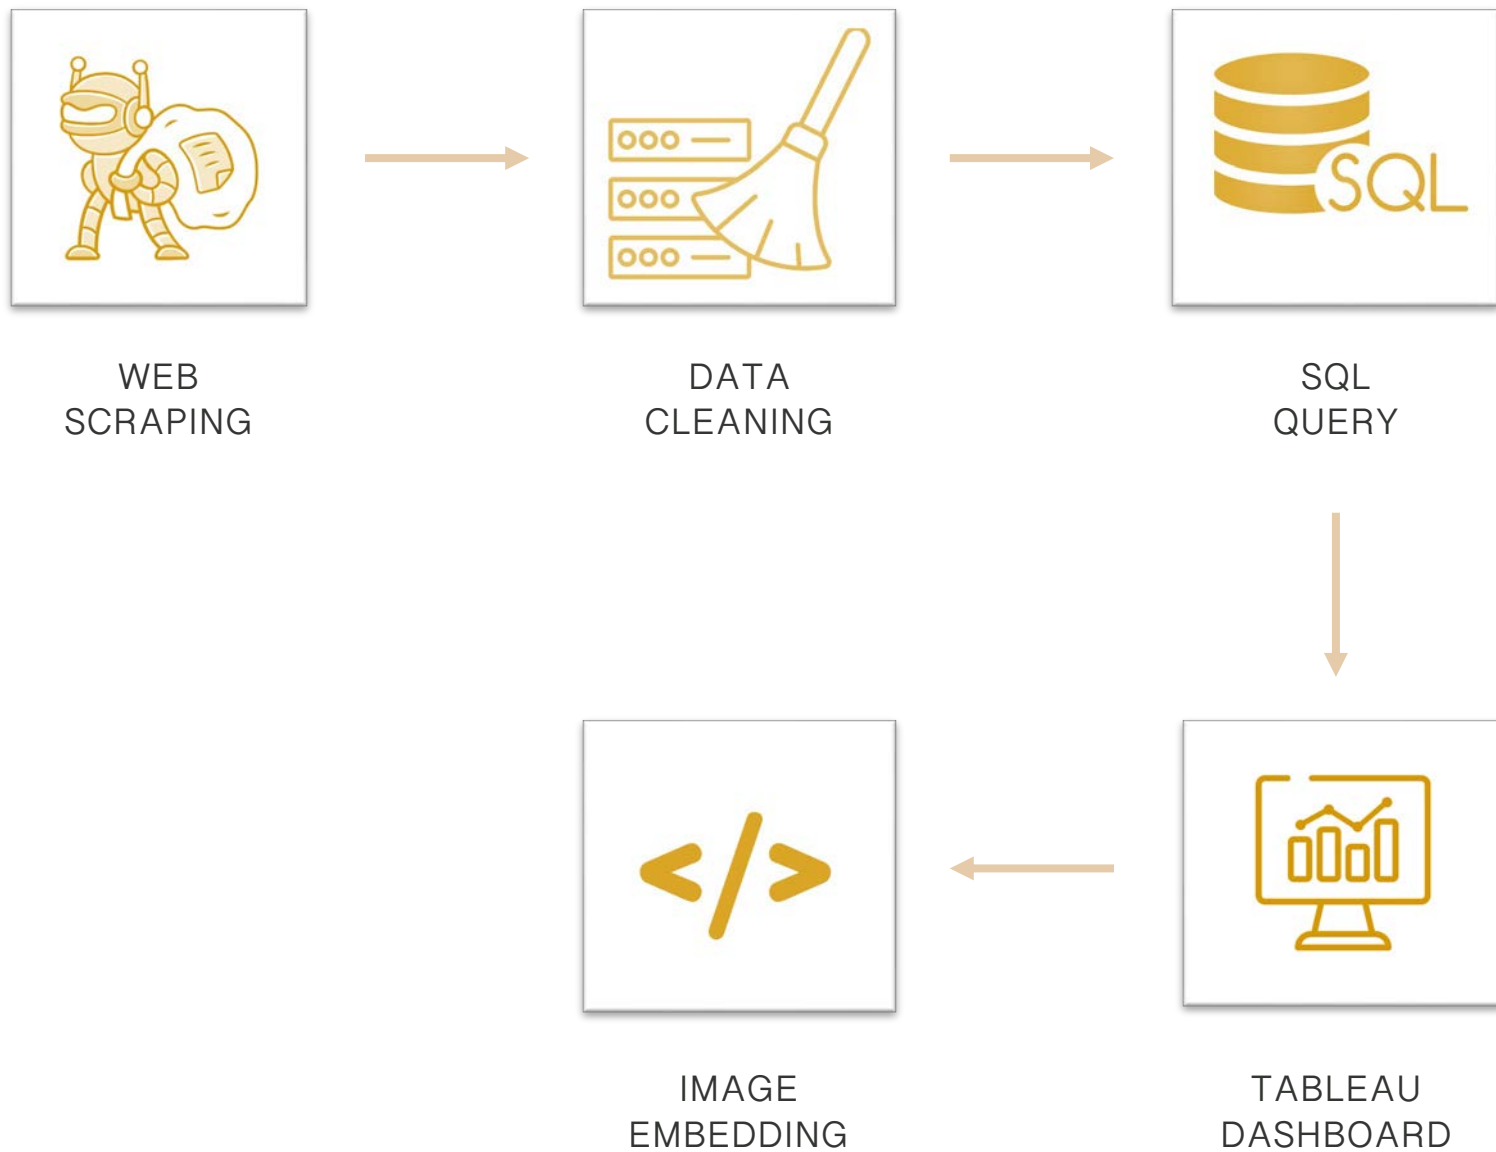 SQL
WEB
SCRAPING
DATA
CLEANING
SQL
QUERY
</>
IMAGE
EMBEDDING
TABLEAU
DASHBOARD